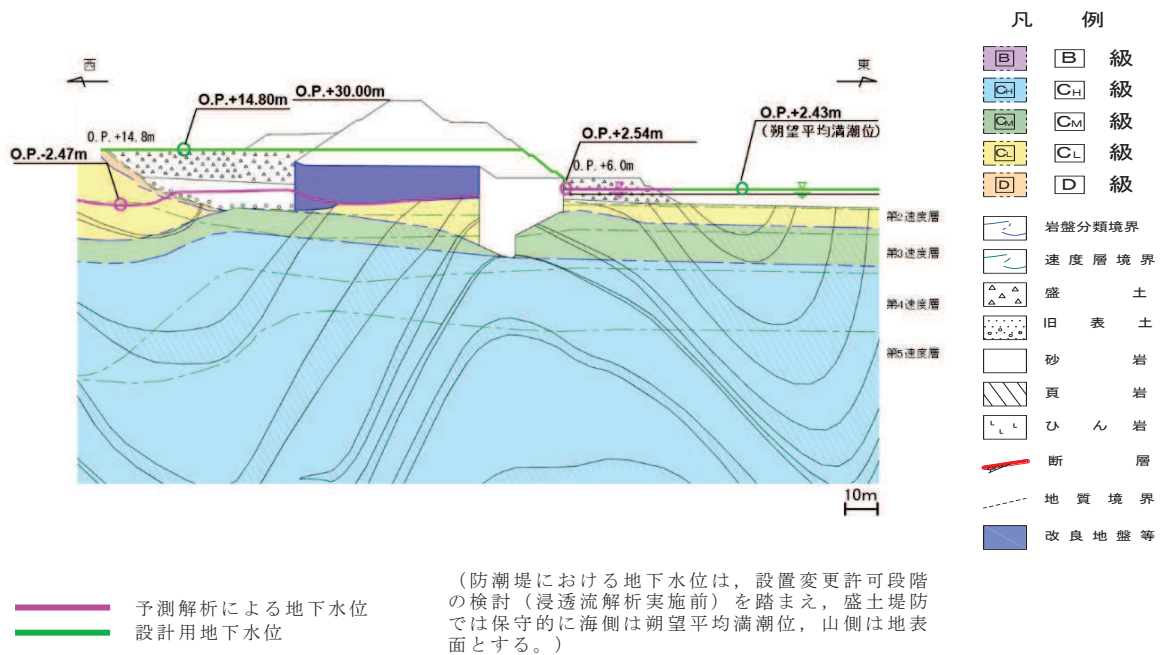 凡 例
西
東
O.P.+14.80m
O.P.+30.00m
O.P.+14.8m
O.P.-2.47m
O.P.+2.54m
O.P.+6.0m
O.P.+2.43m
(朔望平均満潮位)
第2速度層
第3速度層
第4速度層
第5速度層
10m
B B 級
CH CH 級
CM CM 級
CL CL 級
D D 級
岩盤分類境界
速度層境界
盛 土
旧 表 土
砂 岩
頁 岩
ひ ん 岩
断 層
地 質 境 界
改 良 地 盤 等
予測解析による地下水位
設計用地下水位
(防潮堤における地下水位は,設置変更許可段階
の検討(浸透流解析実施前)を踏まえ,盛土堤防
では保守的に海側は朔望平均満潮位,山側は地表
面とする。)